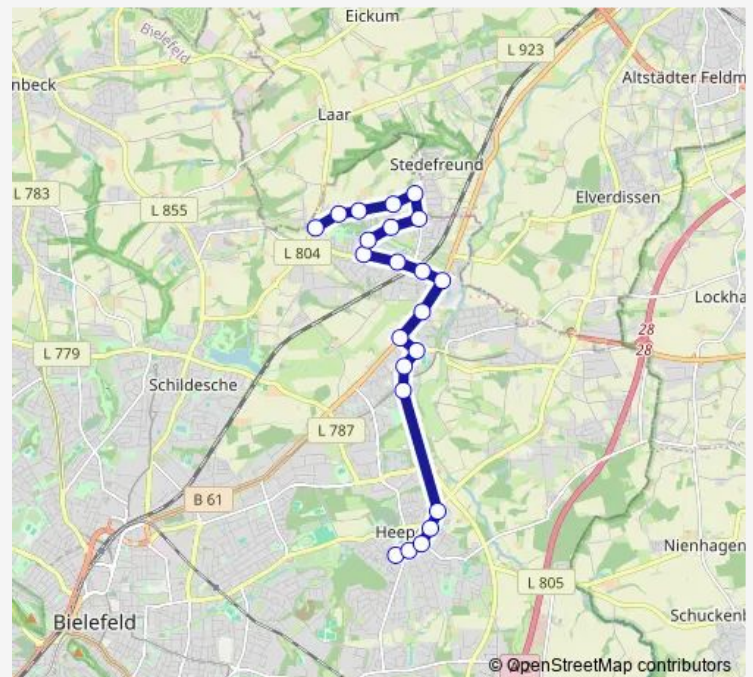 Eickum
Bielefeld
L 923
nbeck
Altstädter Feldm
Laar
Stedefreund
L 783
L 855
Elverdissen
L 804
Lockha
28
28
L 779
Schildesche
L 787
B 61
Heep
Nienhagen
L 805
Bielefeld
Schuckenb
© OpenStreetMap contributors